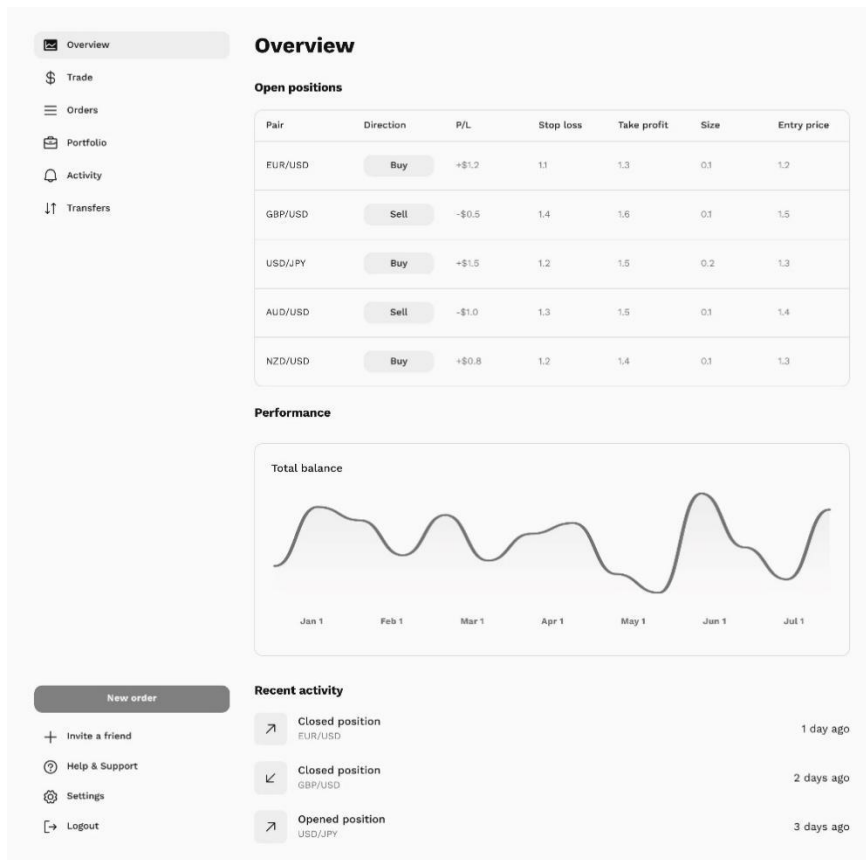 Overview
Trade
Orders
Portfolio
Activity
Transfers
New order
Invite a friend
Help & Support
Settings
Logout
Overview
Open positions
Pair Direction P/L Stop loss Take profit Size Entry price
EUR/USD Buy +$1.2 1.1 1.3 0.1 1.2
GBP/USD Sell -$0.5 1.4 1.6 0.1 1.5
USD/JPY Buy +$1.5 1.2 1.5 0.2 1.3
AUD/USD Sell -$1.0 1.3 1.5 0.1 1.4
NZD/USD Buy +$0.8 1.2 1.4 0.1 1.3
Performance
Total balance
Jan 1 Feb 1 Mar 1 Apr 1 May 1 Jun 1 Jul 1
Recent activity
Closed position
EUR/USD
1 day ago
Closed position
GBP/USD
2 days ago
Opened position
USD/JPY
3 days ago